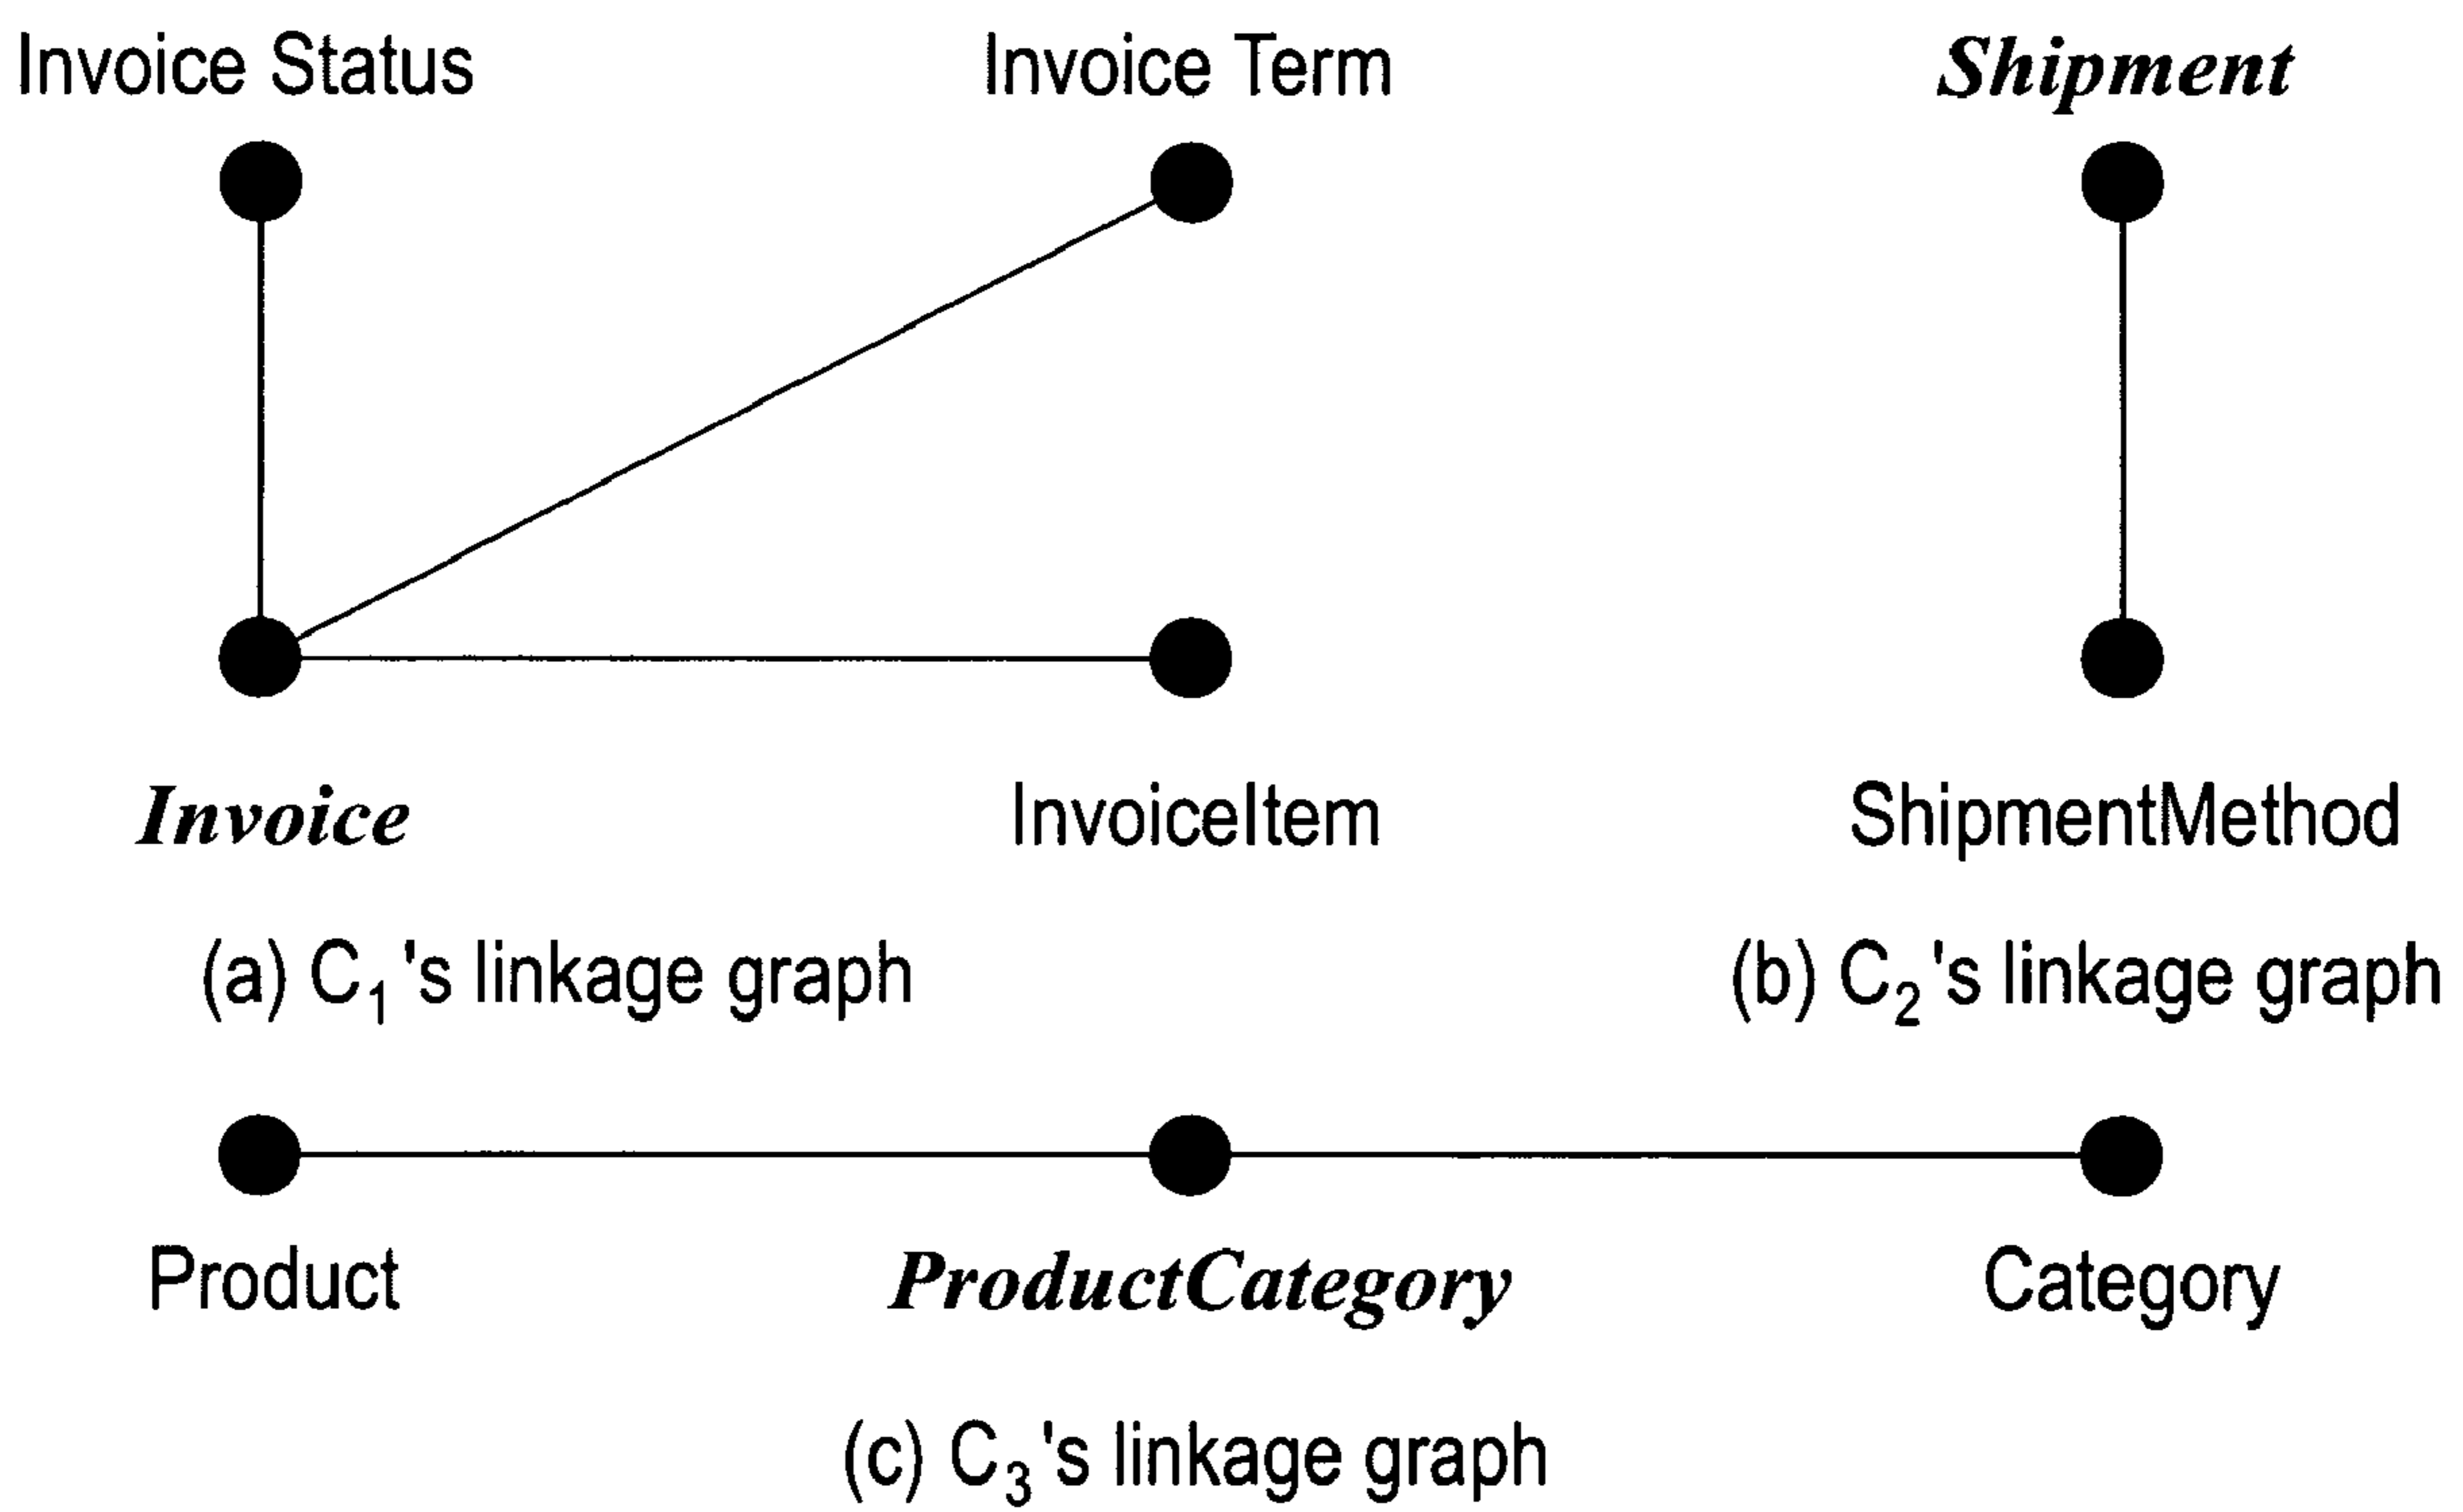 Invoice Status
Invoice Term
Shipment
Invoice
InvoiceItem
ShipmentMethod
(a) C1 's linkage graph
(b) C2 's linkage graph
Product
ProductCategory
Category
(c) C3 's linkage graph